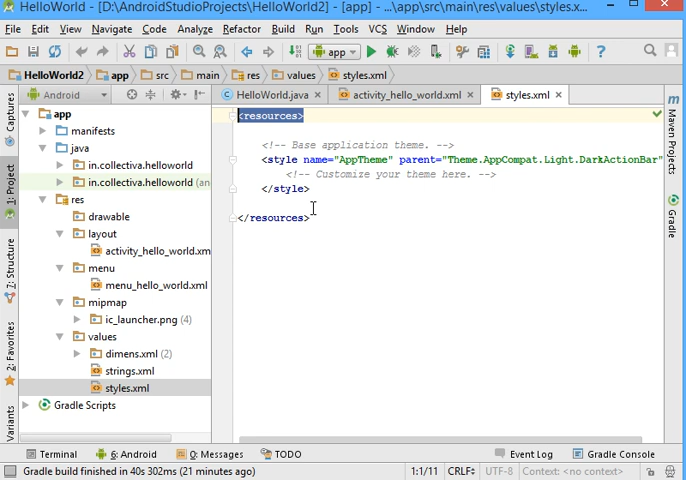 HelloWorld2 - [D:\AndroidStudioProjects\HelloWorld2] - [app] - ...\app\src\main\res\values\styles.x...
File Edit View Navigate Code Analyze Refactor Build Run Tools VCS Window Help
app
HelloWorld2 app src main res values styles.xml
Android
HelloWorld.java activity_hello_world.xml styles.xml
Captures
1: Project
7: Structure
2: Favorites
Variants
app
manifests
java
in.collectiva.helloworld
in.collectiva.helloworld (an
res
drawable
layout
activity_hello_world.xm
menu
menu_hello_world.xml
mipmap
ic_launcher.png (4)
values
dimens.xml (2)
strings.xml
styles.xml
Gradle Scripts
<resources>
<!-- Base application theme. -->
<style name="AppTheme" parent="Theme.AppCompat.Light.DarkActionBar"
<!-- Customize your theme here. -->
</style>
</resources>
Maven Projects
Gradle
Terminal 6: Android 0: Messages TODO Event Log Gradle Console
Gradle build finished in 40s 302ms (21 minutes ago) 1:1/11 CRLF UTF-8 Context: <no context>